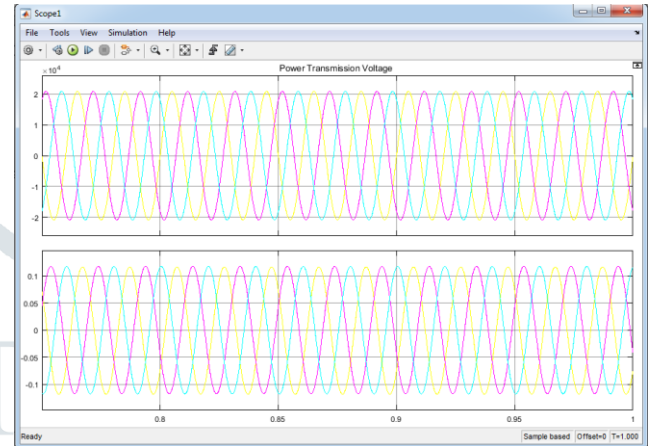 Scope1
File Tools View Simulation Help
Power Transmission Voltage
×10⁴
2
1
0
-1
-2
0.1
0.05
0
-0.05
-0.1
0.8 0.85 0.9 0.95 1
Ready Sample based Offset=0 T=1.000